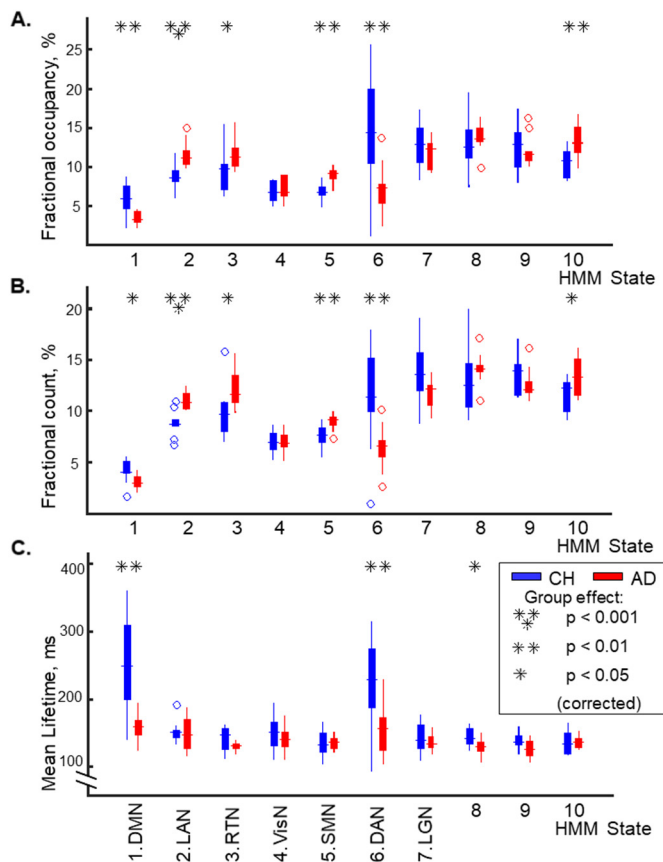 A.
** *** * ** ** **
Fractional occupancy, %
25
20
15
10
5
1 2 3 4 5 6 7 8 9 10
HMM State
B.
* *** * ** ** *
Fractional count, %
20
15
10
5
1 2 3 4 5 6 7 8 9 10
HMM State
C.
** ** *
Mean Lifetime, ms
400
300
200
100
CH AD
Group effect:
*** p < 0.001
** p < 0.01
* p < 0.05
(corrected)
1.DMN 2.LAN 3.RTN 4.VisN 5.SMN 6.DAN 7.LGN 8 9 10
HMM State